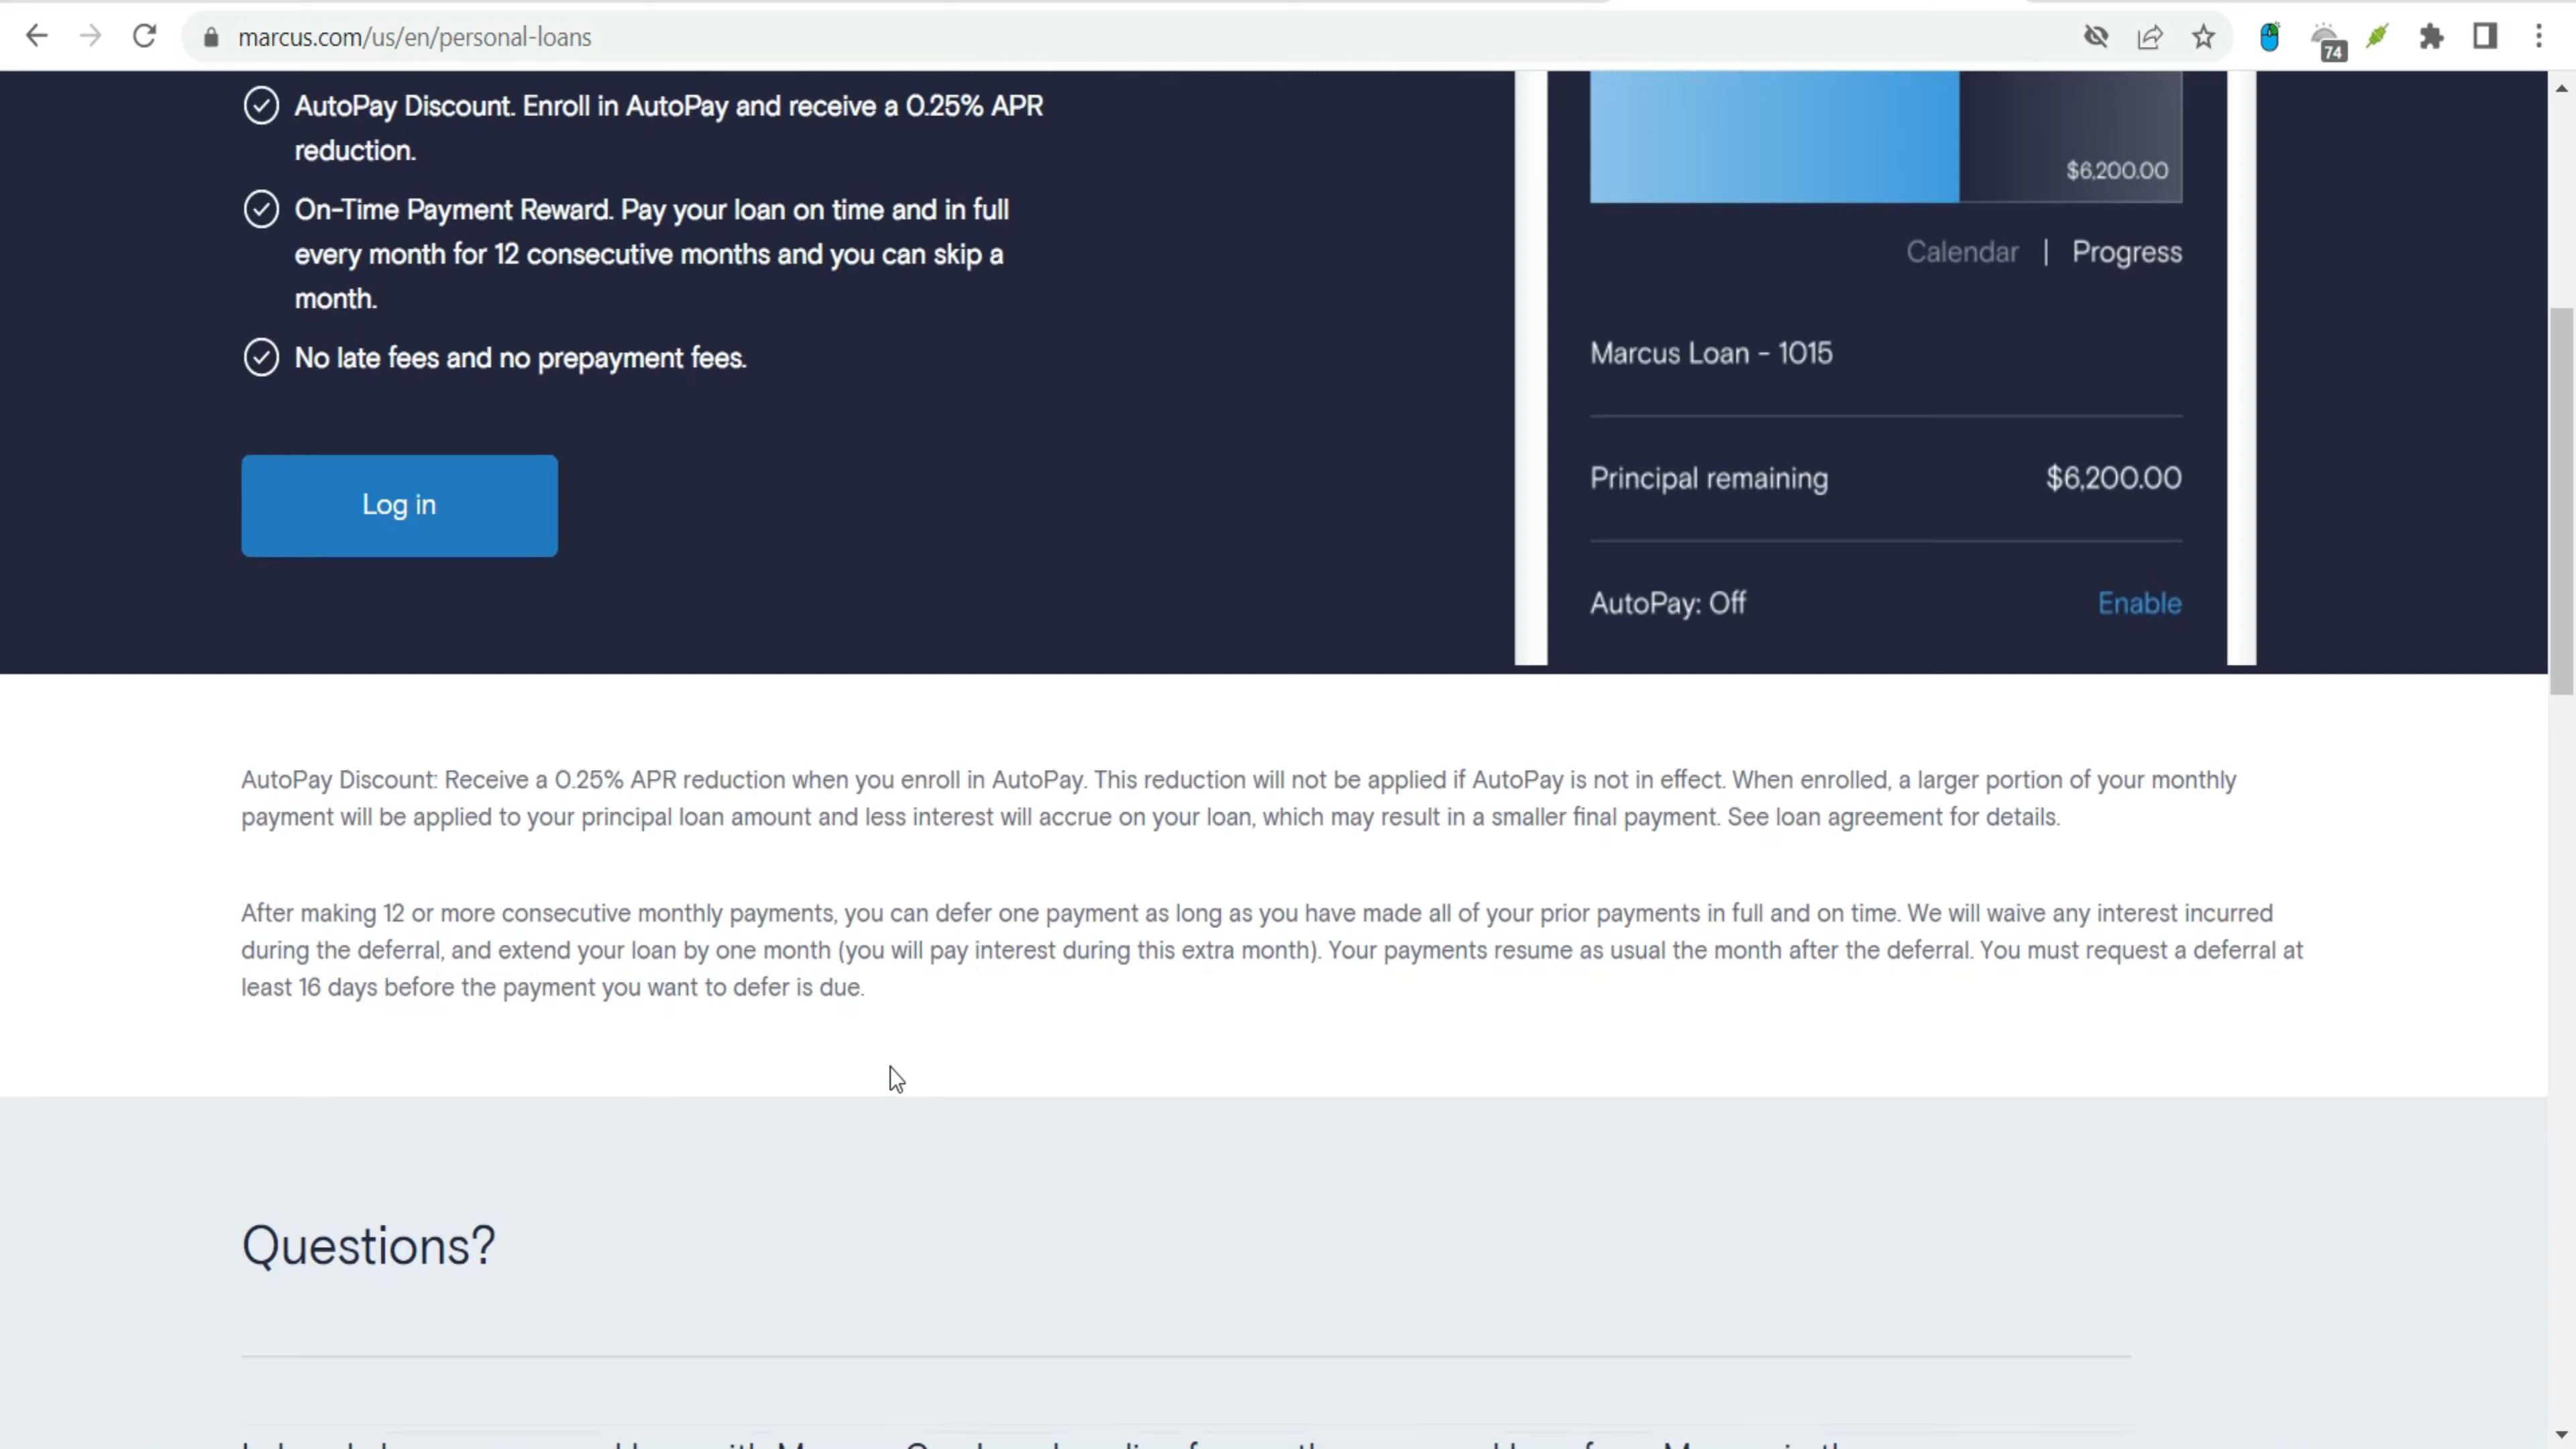 marcus.com/us/en/personal-loans
74
AutoPay Discount. Enroll in AutoPay and receive a 0.25% APR
reduction.
On-Time Payment Reward. Pay your loan on time and in full
every month for 12 consecutive months and you can skip a
month.
No late fees and no prepayment fees.
Log in
$6,200.00
Calendar | Progress
Marcus Loan - 1015
Principal remaining $6,200.00
AutoPay: Off Enable
AutoPay Discount: Receive a 0.25% APR reduction when you enroll in AutoPay. This reduction will not be applied if AutoPay is not in effect. When enrolled, a larger portion of your monthly
payment will be applied to your principal loan amount and less interest will accrue on your loan, which may result in a smaller final payment. See loan agreement for details.
After making 12 or more consecutive monthly payments, you can defer one payment as long as you have made all of your prior payments in full and on time. We will waive any interest incurred
during the deferral, and extend your loan by one month (you will pay interest during this extra month). Your payments resume as usual the month after the deferral. You must request a deferral at
least 16 days before the payment you want to defer is due.
Questions?